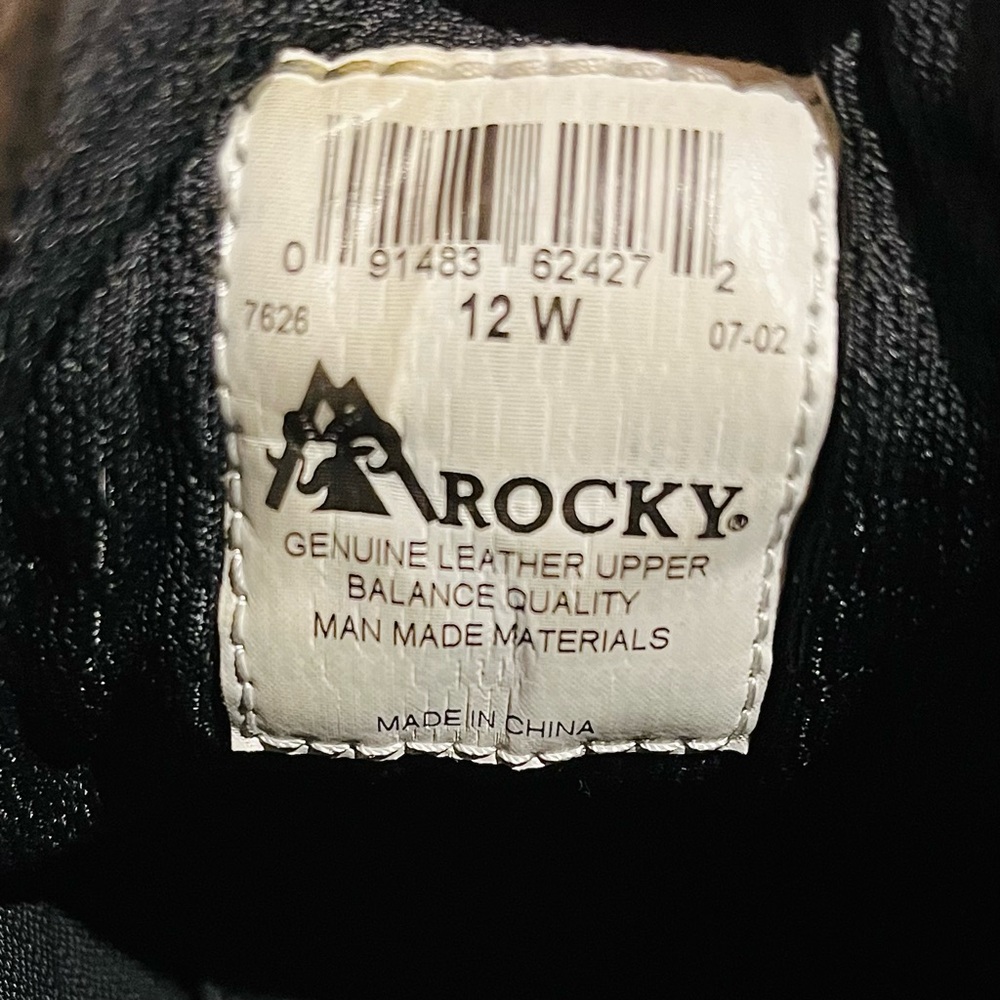 0 91483 62427 2
7626 12 W 07-02
ROCKY®
GENUINE LEATHER UPPER
BALANCE QUALITY
MAN MADE MATERIALS
MADE IN CHINA